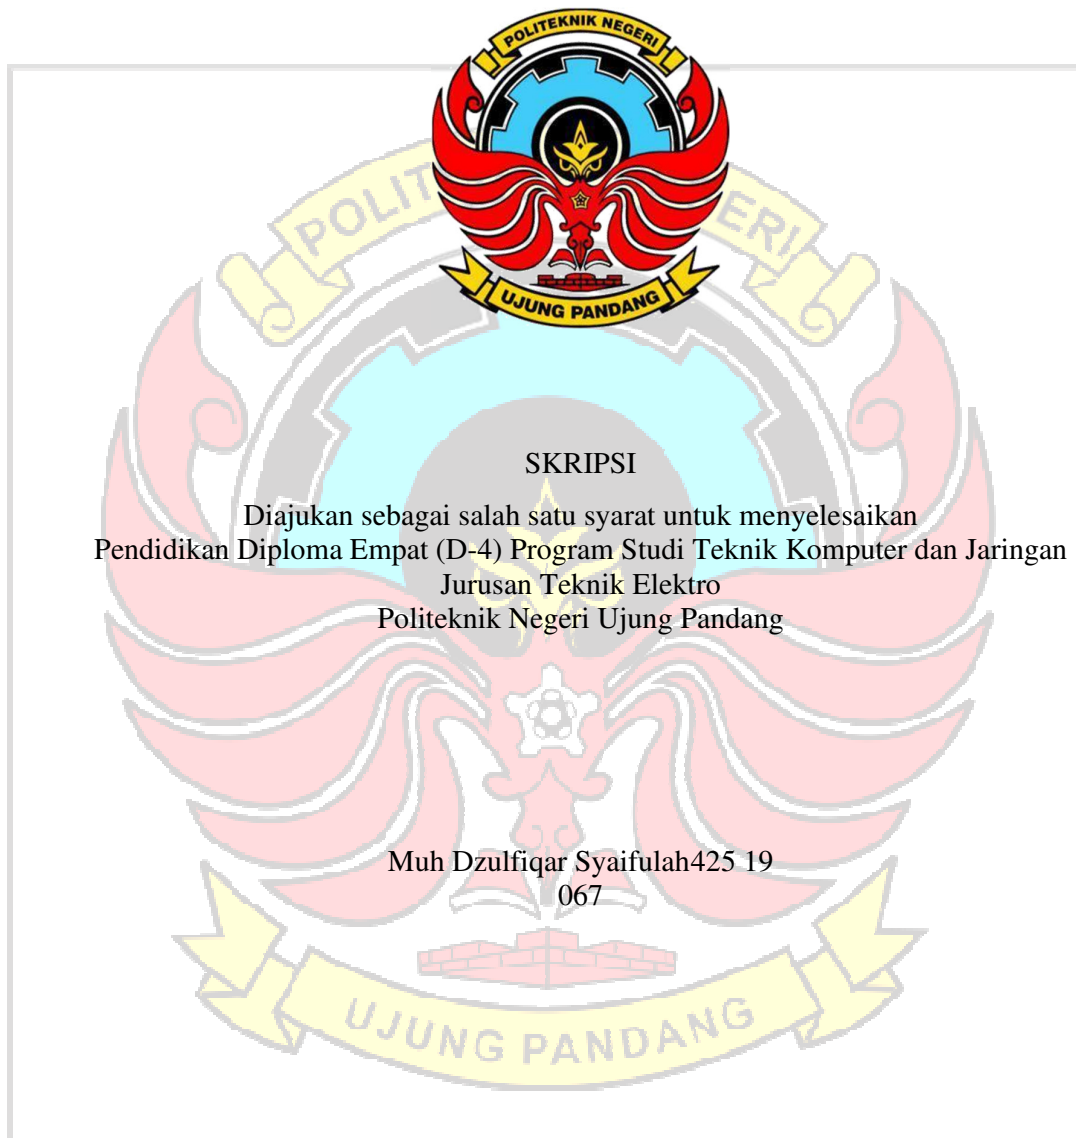 POLITEKNIK NEGERI
UJUNG PANDANG
SKRIPSI
Diajukan sebagai salah satu syarat untuk menyelesaikan
Pendidikan Diploma Empat (D-4) Program Studi Teknik Komputer dan Jaringan
Jurusan Teknik Elektro
Politeknik Negeri Ujung Pandang
Muh Dzulfiqar Syaifulah425 19
067
UJUNG PANDANG